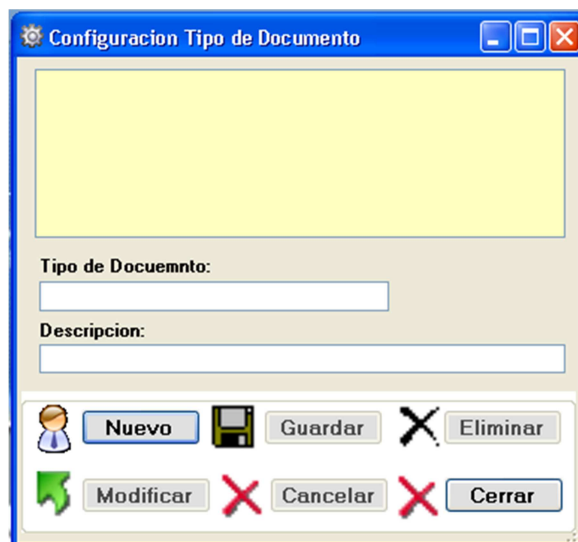 Configuracion Tipo de Documento
Tipo de Docuemnto:
Descripcion:
Nuevo Guardar Eliminar
Modificar Cancelar Cerrar